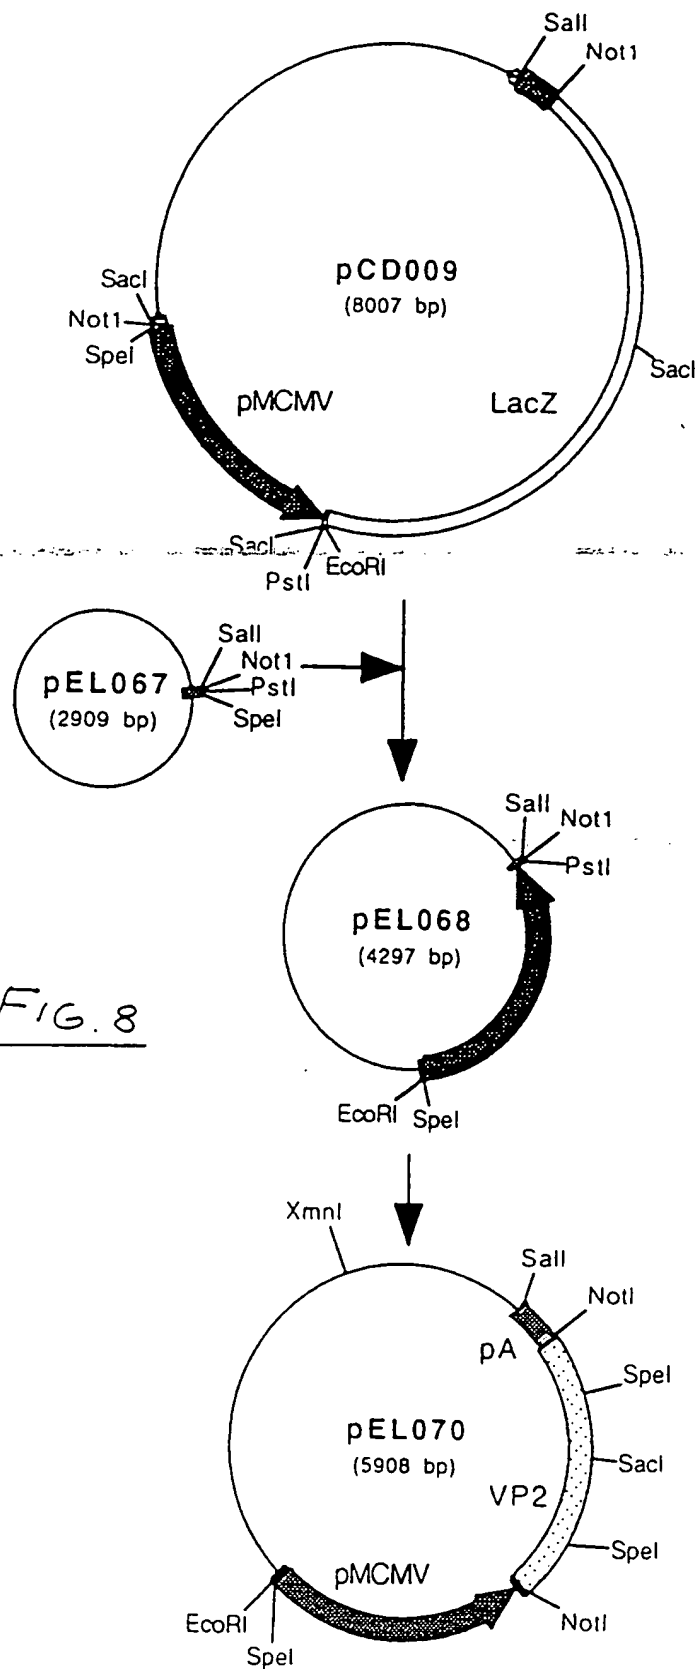 SalI
Not1
pCD009
(8007 bp)
SacI
Not1
SpeI
SacI
pMCMV
LacZ
SacI
PstI
EcoRI
SalI
Not1
PstI
SpeI
pEL067
(2909 bp)
SalI
Not1
PstI
pEL068
(4297 bp)
FIG. 8
EcoRI
SpeI
XmnI
SalI
NotI
pA
SpeI
pEL070
(5908 bp)
SacI
VP2
SpeI
pMCMV
EcoRI
NotI
SpeI